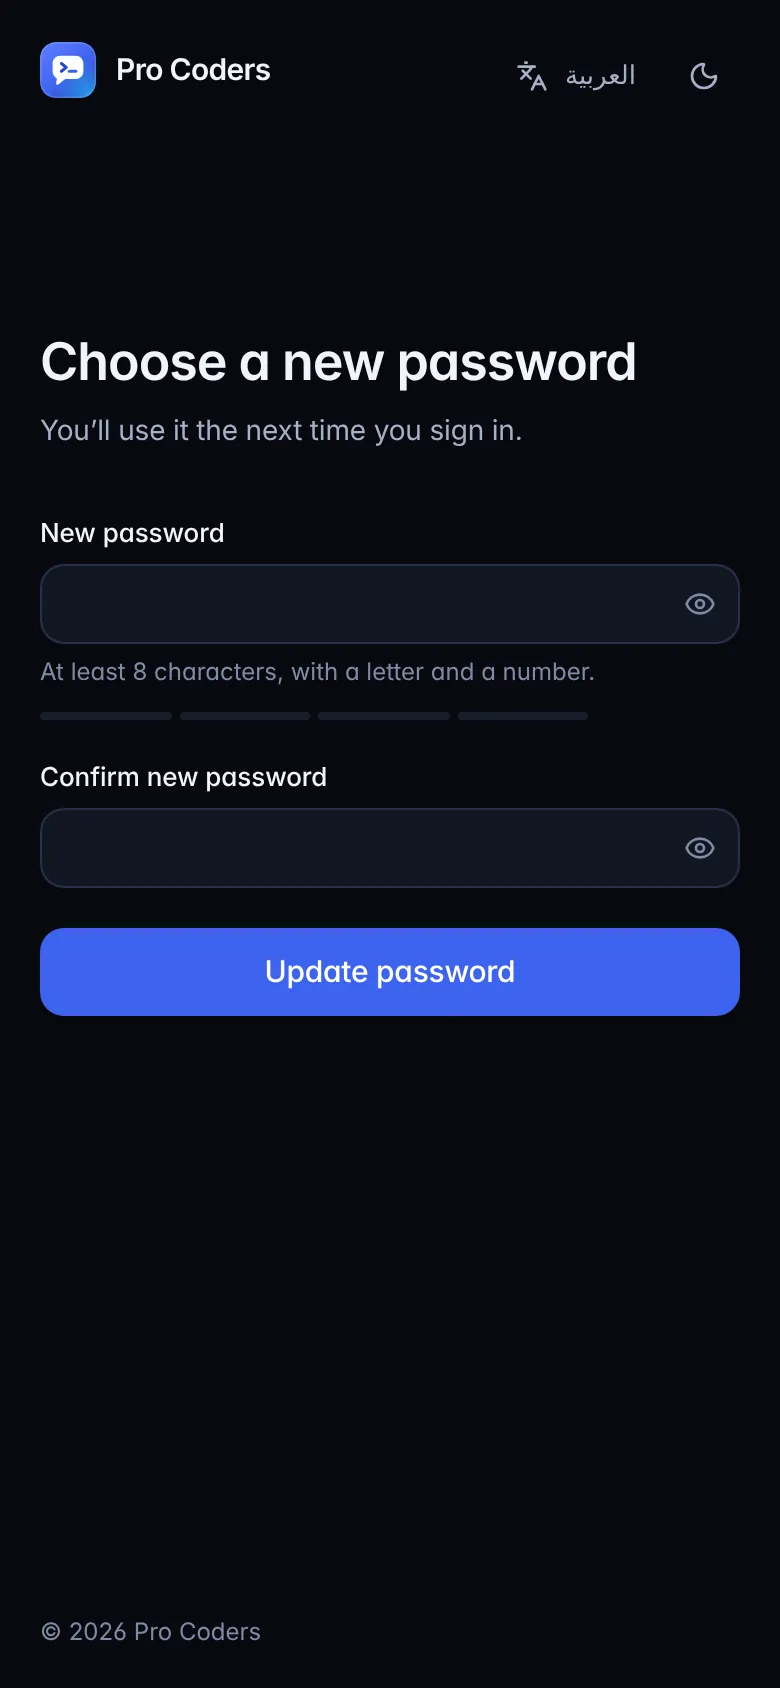 Pro Coders
العربية
Choose a new password
You’ll use it the next time you sign in.
New password
At least 8 characters, with a letter and a number.
Confirm new password
Update password
© 2026 Pro Coders